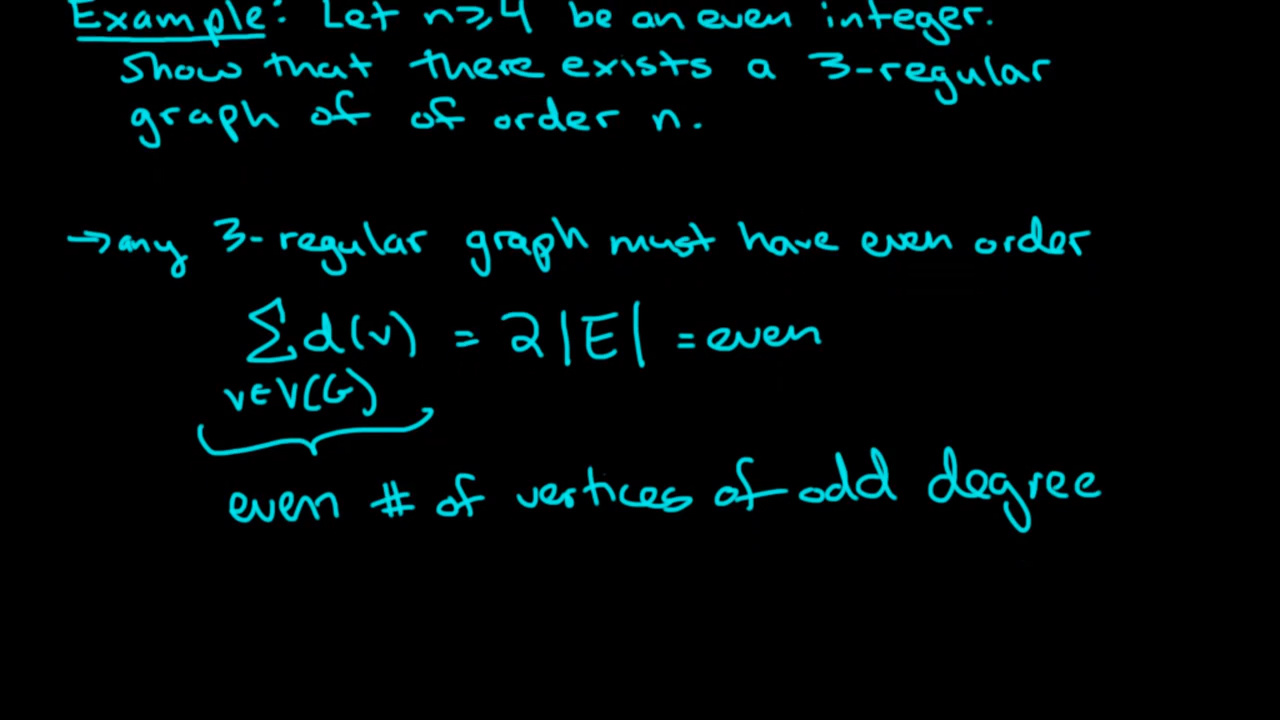 Example: Let n≥4 be an even integer.
Show that there exists a 3-regular
graph of of order n.
→any 3-regular graph must have even order
∑d(v) = 2|E| = even
v∈V(G)
even # of vertices of odd degree